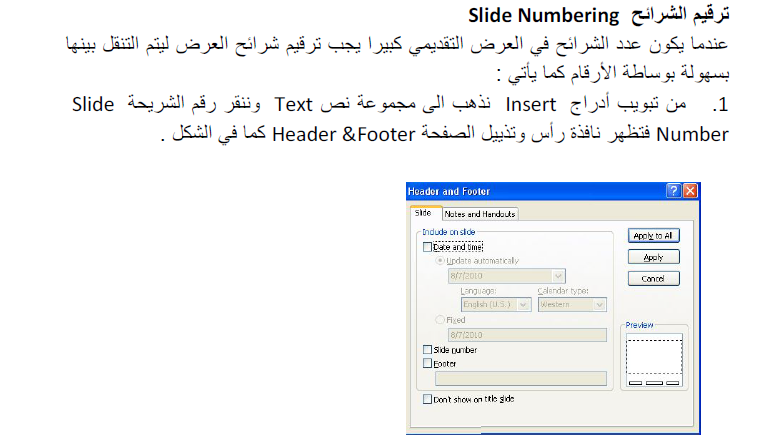 ترقيم الشرائح Slide Numbering
عندما يكون عدد الشرائح في العرض التقديمي كبيرا يجب ترقيم شرائح العرض ليتم التنقل بينها
بسهولة بوساطة الأرقام كما يأتي :
1. من تبويب أدراج Insert نذهب الى مجموعة نص Text وننقر رقم الشريحة Slide
Number فتظهر نافذة رأس وتذييل الصفحة Header &Footer كما في الشكل .
Header and Footer
Slide
Notes and Handouts
Include on slide
Date and time
Update automatically
8/7/2010
Language:
Calendar type:
English (U.S.)
Western
Fixed
8/7/2010
Slide number
Footer
Don't show on title slide
Apply to All
Apply
Cancel
Preview